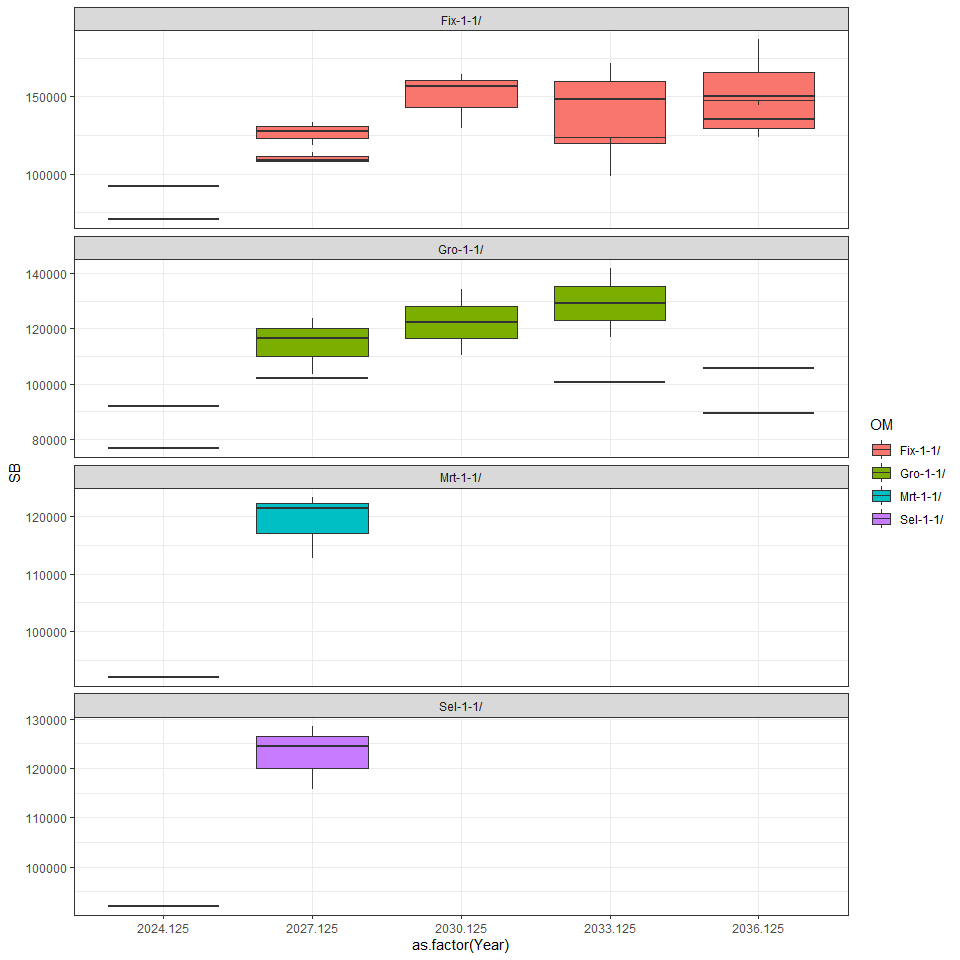 Fix-1-1/
150000
100000
Gro-1-1/
140000
120000
100000
80000
Mrt-1-1/
120000
110000
100000
Sel-1-1/
130000
120000
110000
100000
2024.125 2027.125 2030.125 2033.125 2036.125
as.factor(Year)
SB
OM
Fix-1-1/
Gro-1-1/
Mrt-1-1/
Sel-1-1/